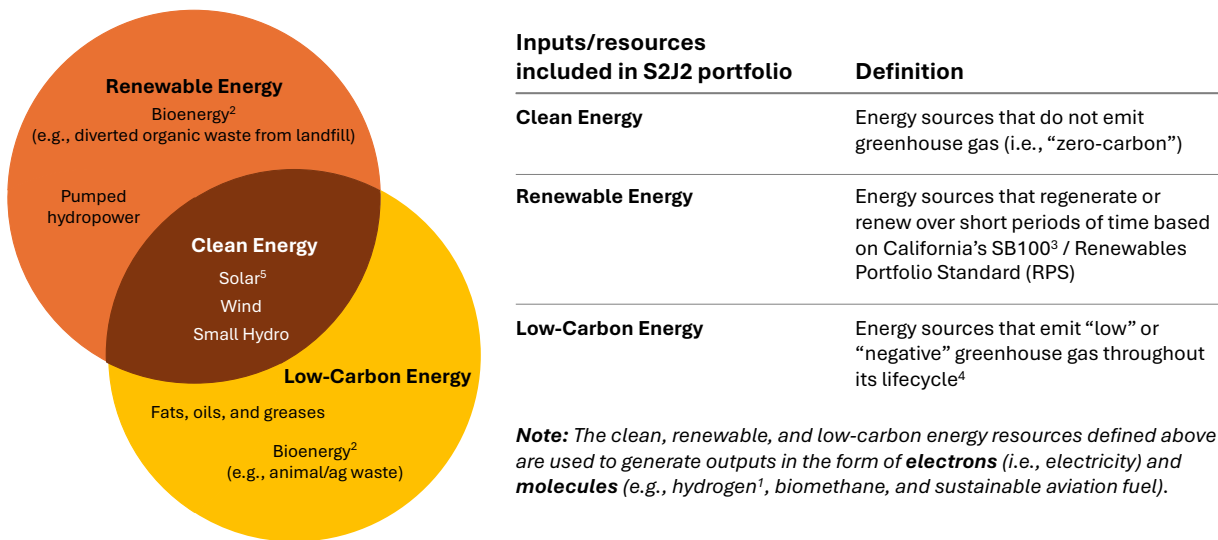 Renewable Energy
Bioenergy²
(e.g., diverted organic waste from landfill)
Pumped
hydropower
Clean Energy
Solar⁵
Wind
Small Hydro
Low-Carbon Energy
Fats, oils, and greases
Bioenergy²
(e.g., animal/ag waste)
Inputs/resources
included in S2J2 portfolio
Definition
Clean Energy
Energy sources that do not emit
greenhouse gas (i.e., “zero-carbon”)
Renewable Energy
Energy sources that regenerate or
renew over short periods of time based
on California’s SB100³ / Renewables
Portfolio Standard (RPS)
Low-Carbon Energy
Energy sources that emit “low” or
“negative” greenhouse gas throughout
its lifecycle⁴
Note: The clean, renewable, and low-carbon energy resources defined above
are used to generate outputs in the form of electrons (i.e., electricity) and
molecules (e.g., hydrogen¹, biomethane, and sustainable aviation fuel).